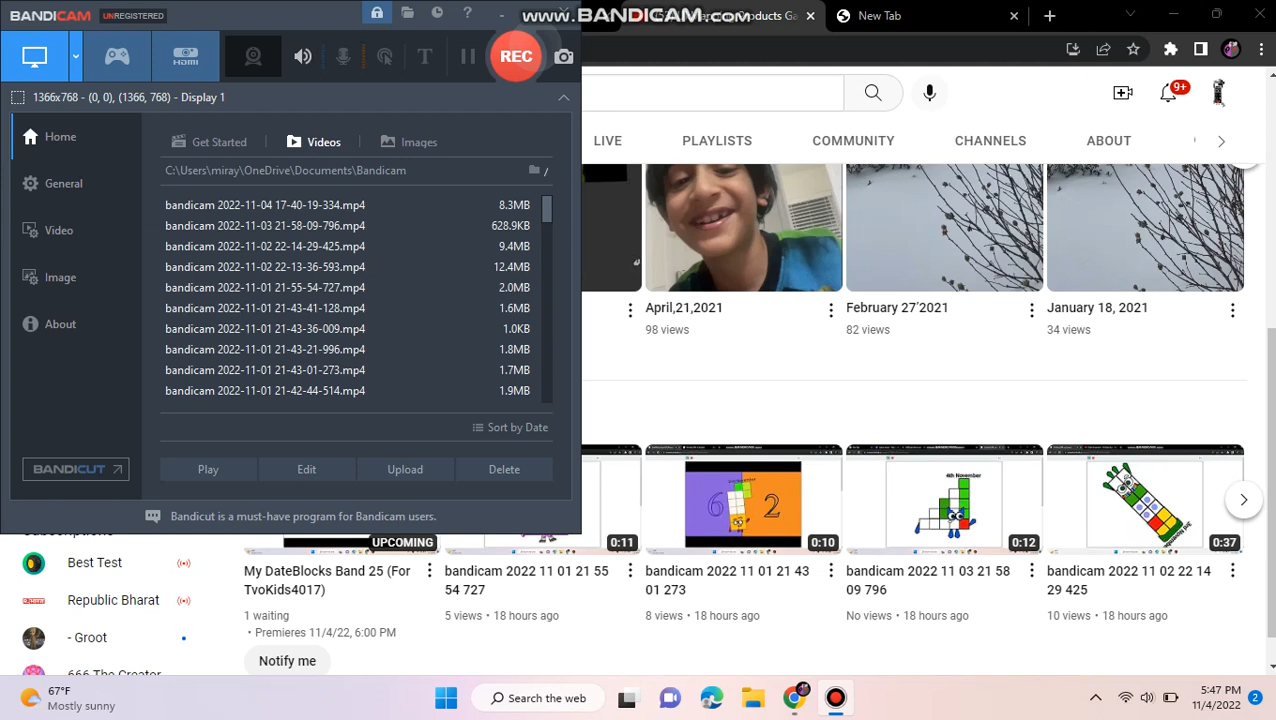 BANDICAM UNREGISTERED
www.BANDICAM.com
Products Ga
New Tab
HDMI
REC
1366x768 - (0, 0), (1366, 768) - Display 1
Home
General
Video
Image
About
BANDICUT
Get Started
Videos
Images
C:\Users\miray\OneDrive\Documents\Bandicam
bandicam 2022-11-04 17-40-19-334.mp4 8.3MB
bandicam 2022-11-03 21-58-09-796.mp4 628.9KB
bandicam 2022-11-02 22-14-29-425.mp4 9.4MB
bandicam 2022-11-02 22-13-36-593.mp4 12.4MB
bandicam 2022-11-01 21-55-54-727.mp4 2.0MB
bandicam 2022-11-01 21-43-41-128.mp4 1.6MB
bandicam 2022-11-01 21-43-36-009.mp4 1.0KB
bandicam 2022-11-01 21-43-21-996.mp4 1.8MB
bandicam 2022-11-01 21-43-01-273.mp4 1.7MB
bandicam 2022-11-01 21-42-44-514.mp4 1.9MB
Sort by Date
Play Edit Upload Delete
Bandicut is a must-have program for Bandicam users.
9+
LIVE PLAYLISTS COMMUNITY CHANNELS ABOUT
April,21,2021
98 views
February 27'2021
82 views
January 18, 2021
34 views
Best Test
Republic Bharat
- Groot
666 The Creator
UPCOMING
My DateBlocks Band 25 (For
TvoKids4017)
1 waiting
• Premieres 11/4/22, 6:00 PM
Notify me
0:11
bandicam 2022 11 01 21 55
54 727
5 views • 18 hours ago
6 2
0:10
bandicam 2022 11 01 21 43
01 273
8 views • 18 hours ago
4th November
0:12
bandicam 2022 11 03 21 58
09 796
No views • 18 hours ago
0:37
bandicam 2022 11 02 22 14
29 425
10 views • 18 hours ago
67°F
Mostly sunny
Search the web
5:47 PM
11/4/2022
2